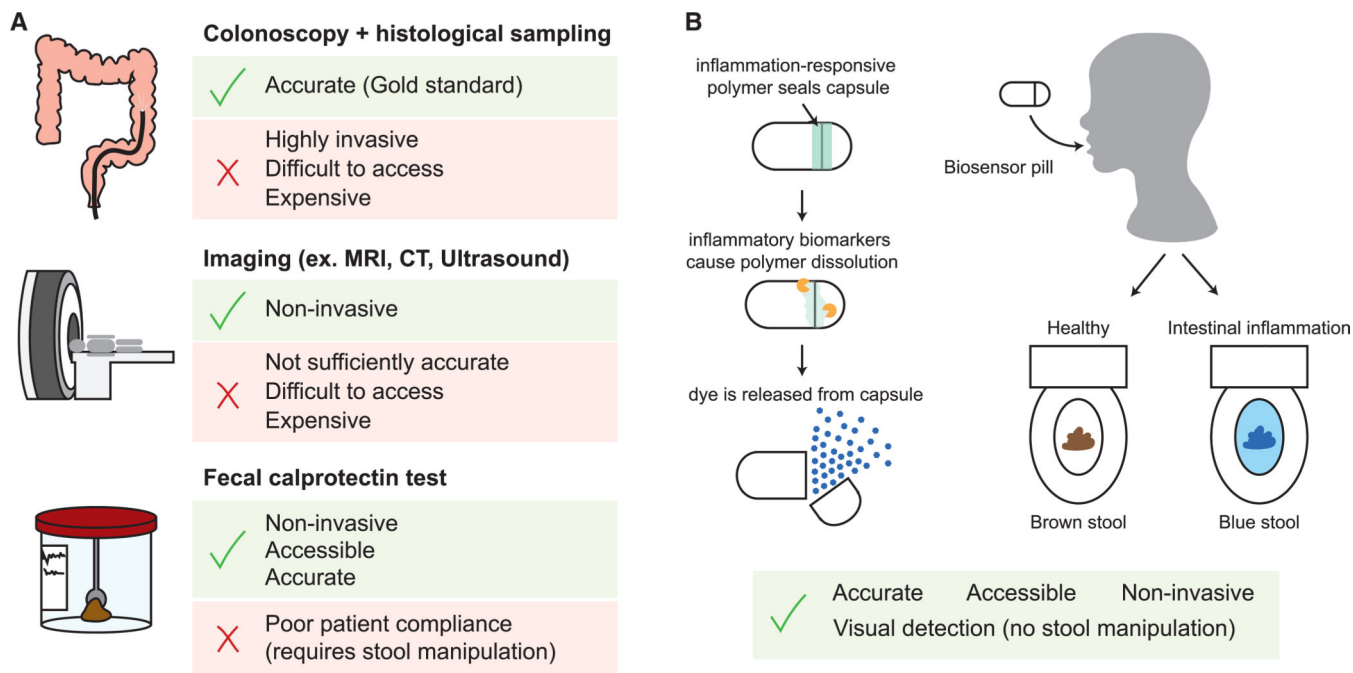 A
Colonoscopy + histological sampling
Accurate (Gold standard)
Highly invasive
Difficult to access
Expensive
Imaging (ex. MRI, CT, Ultrasound)
Non-invasive
Not sufficiently accurate
Difficult to access
Expensive
Fecal calprotectin test
Non-invasive
Accessible
Accurate
Poor patient compliance
(requires stool manipulation)
B
inflammation-responsive
polymer seals capsule
inflammatory biomarkers
cause polymer dissolution
dye is released from capsule
Biosensor pill
Healthy
Intestinal inflammation
Brown stool
Blue stool
Accurate Accessible Non-invasive
Visual detection (no stool manipulation)